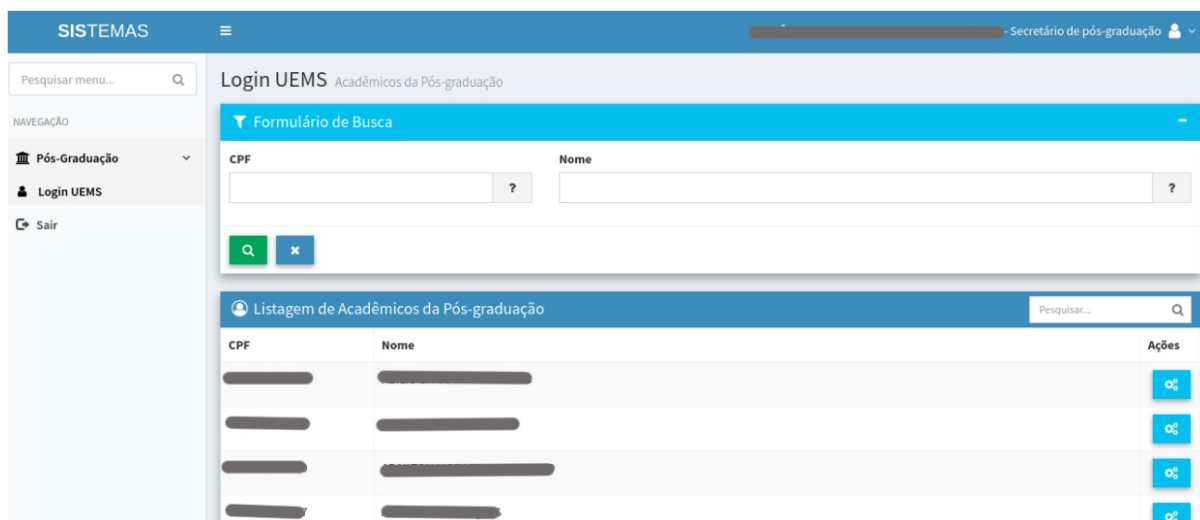 SISTEMAS
- Secretário de pós-graduação
Pesquisar menu...
NAVEGAÇÃO
Pós-Graduação
Login UEMS
Sair
Login UEMS Acadêmicos da Pós-graduação
Formulário de Busca
CPF Nome
? ?
Listagem de Acadêmicos da Pós-graduação Pesquisar...
CPF Nome Ações